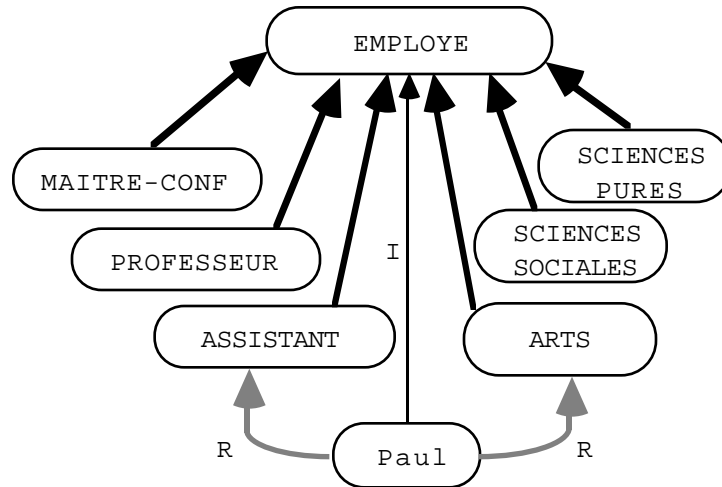 EMPLOYE
MAITRE-CONF
SCIENCES
PURES
PROFESSEUR
I
SCIENCES
SOCIALES
ASSISTANT
ARTS
R
Paul
R